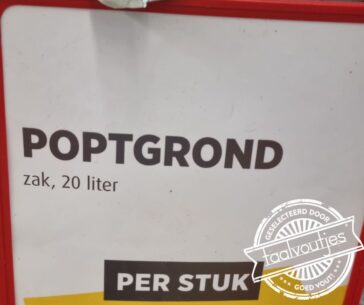 POPTGROND
zak, 20 liter
GESELECTEERD DOOR
taalvoutjes
GOED VOUT!
PER STUK